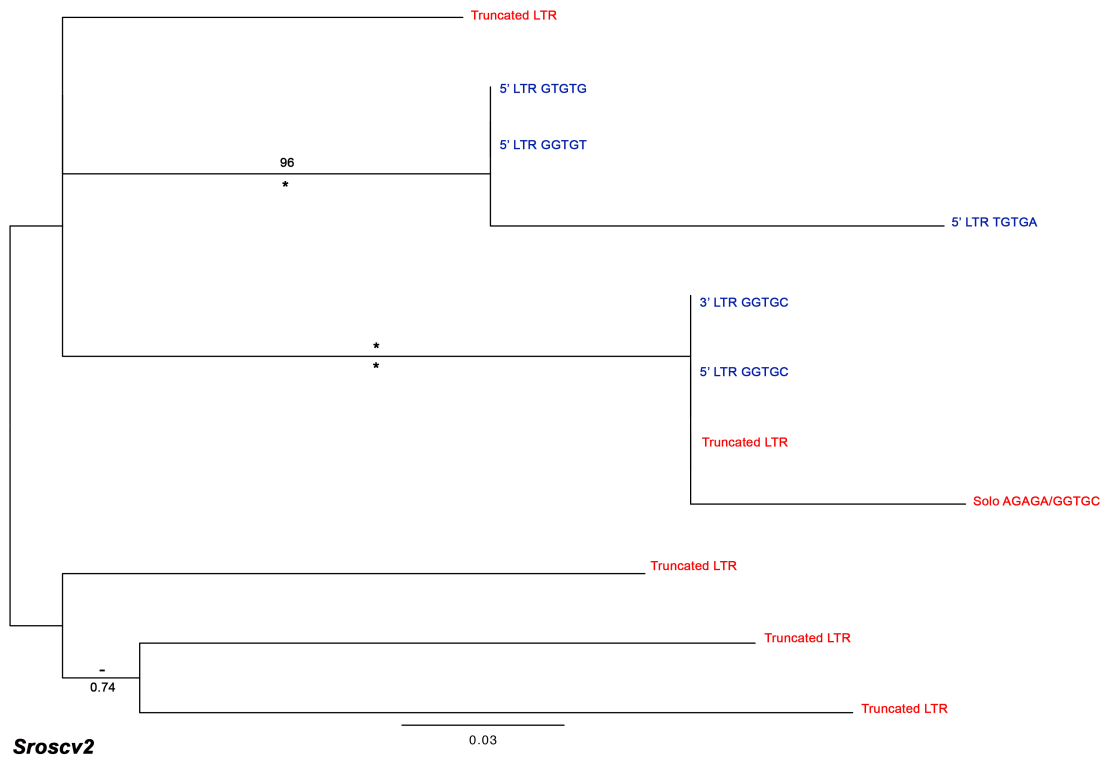 Truncated LTR
5’ LTR GTGTG
5’ LTR GGTGT
96
*
5’ LTR TGTGA
3’ LTR GGTGC
*
*
5’ LTR GGTGC
Truncated LTR
Solo AGAGA/GGTGC
Truncated LTR
Truncated LTR
-
0.74
Truncated LTR
0.03
Sroscv2